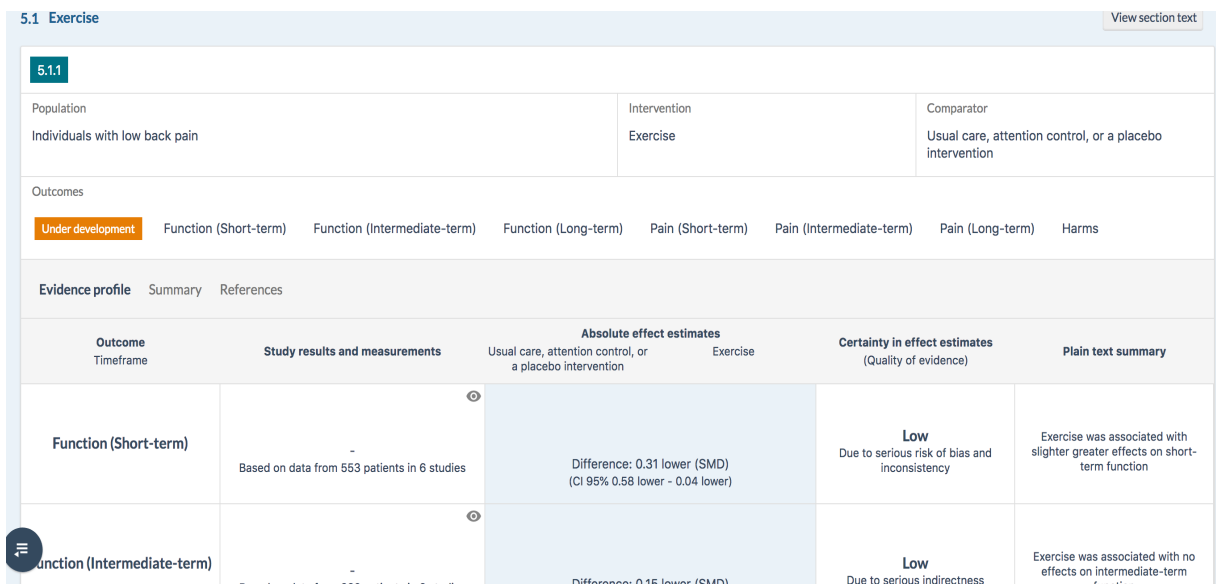 5.1 Exercise
View section text
5.1.1
Population
Intervention
Comparator
Individuals with low back pain
Exercise
Usual care, attention control, or a placebo
intervention
Outcomes
Under development
Function (Short-term)
Function (Intermediate-term)
Function (Long-term)
Pain (Short-term)
Pain (Intermediate-term)
Pain (Long-term)
Harms
Evidence profile
Summary
References
Outcome
Timeframe
Study results and measurements
Absolute effect estimates
Usual care, attention control, or
a placebo intervention
Exercise
Certainty in effect estimates
(Quality of evidence)
Plain text summary
Function (Short-term)
-
Based on data from 553 patients in 6 studies
Difference: 0.31 lower (SMD)
(CI 95% 0.58 lower - 0.04 lower)
Low
Due to serious risk of bias and
inconsistency
Exercise was associated with
slighter greater effects on short-
term function
unction (Intermediate-term)
-
Difference: 0.15 lower (SMD)
Low
Due to serious indirectness
Exercise was associated with no
effects on intermediate-term